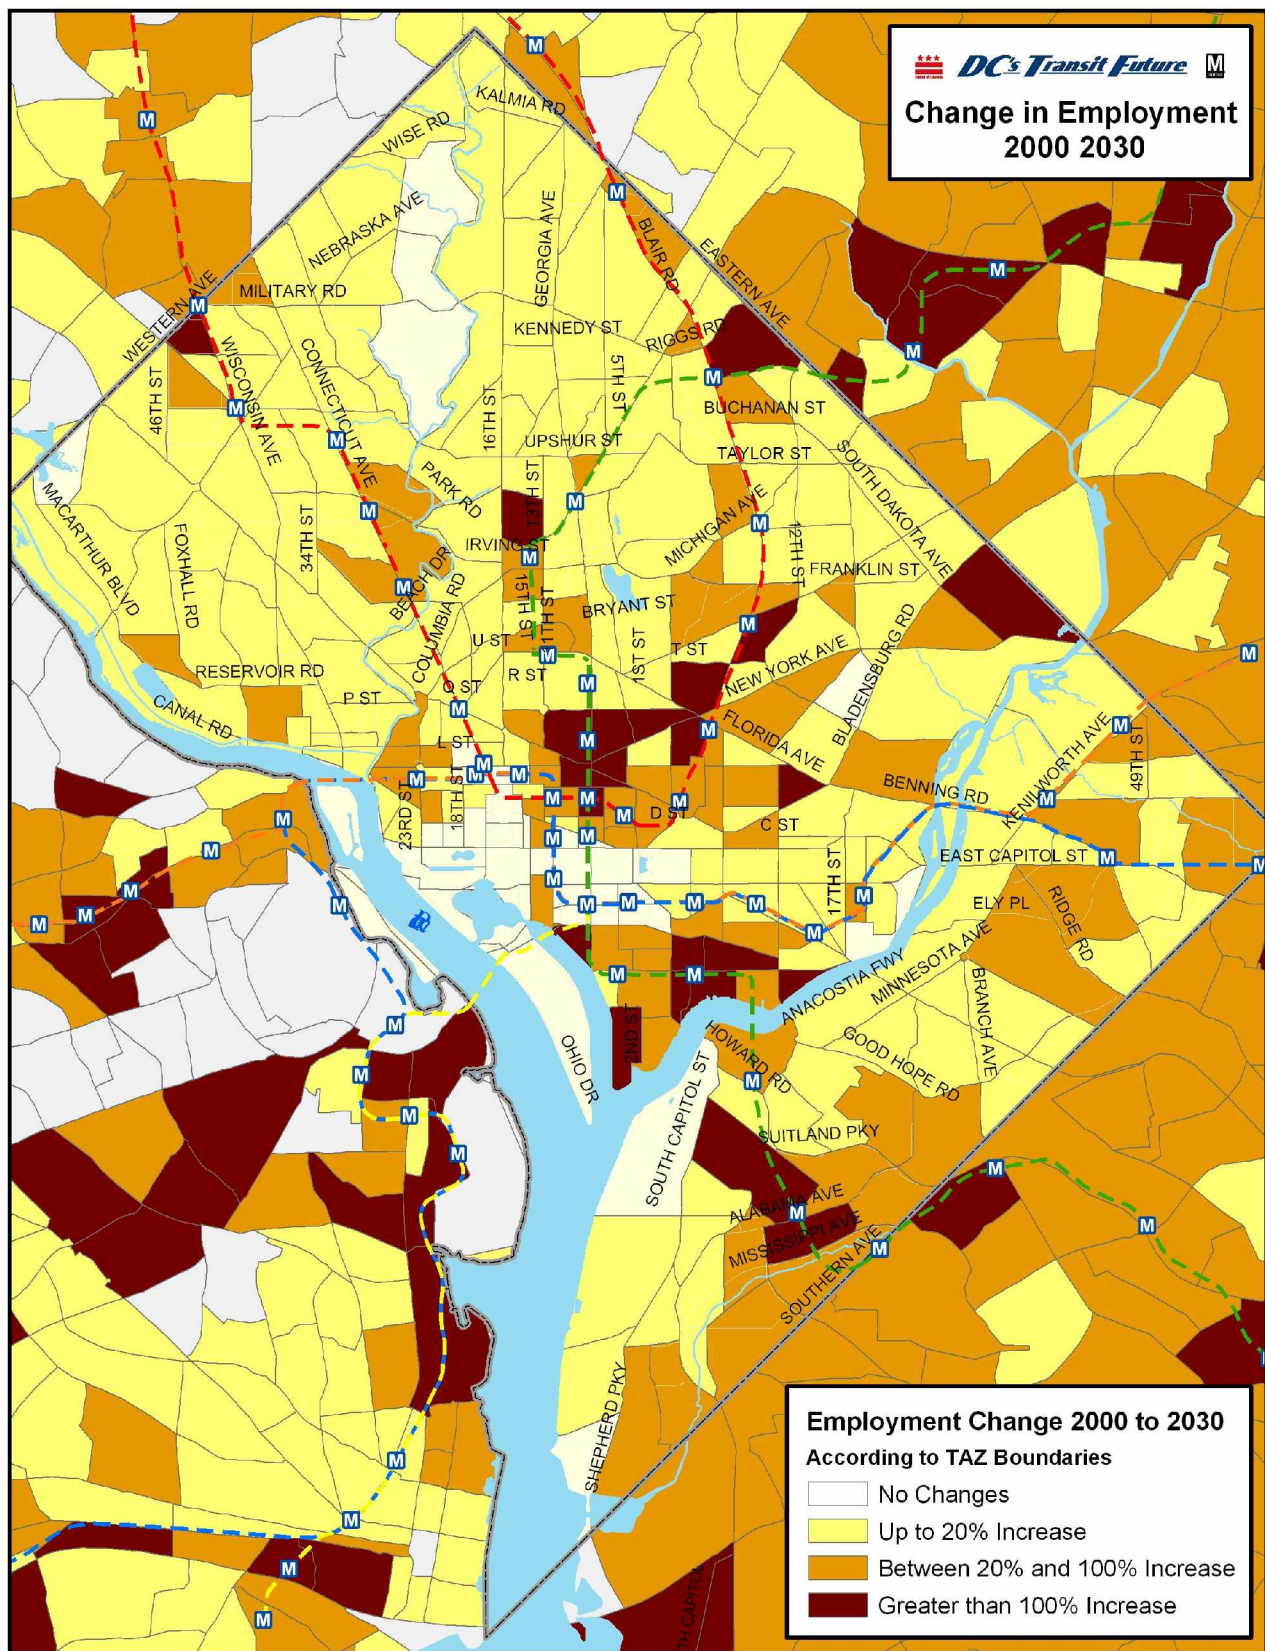 DC's Transit Future M
Change in Employment
2000 2030
KALMIA RD
WISE RD
NEBRASKA AVE
GEORGIA AVE
BLAIR RD
EASTERN AVE
WESTERN AVE
MILITARY RD
KENNEDY ST
RIGGS RD
WISCONSIN AVE
CONNECTICUT AVE
46TH ST
16TH ST
5TH ST
BUCHANAN ST
UPSHUR ST
TAYLOR ST
SOUTH DAKOTA AVE
PARK RD
13TH ST
MACARTHUR BLVD
FOXHALL RD
34TH ST
IRVING ST
MICHIGAN AVE
12TH ST
FRANKLIN ST
BEACH DR
COLUMBIA RD
15TH ST
11TH ST
BRYANT ST
U ST
1ST ST
T ST
NEW YORK AVE
BLADENSBURG RD
RESERVOIR RD
R ST
Q ST
P ST
CANAL RD
L ST
FLORIDA AVE
KENILWORTH AVE
49TH ST
BENNING RD
23RD ST
18TH ST
D ST
C ST
17TH ST
EAST CAPITOL ST
ELY PL
RIDGE RD
MINNESOTA AVE
ANACOSTIA FWY
BRANCH AVE
2ND ST
OHIO DR
HOWARD RD
GOOD HOPE RD
SOUTH CAPITOL ST
SUITLAND PKY
ALABAMA AVE
MISSISSIPPI AVE
SOUTHERN AVE
SHEPHERD PKY
TH CAPITOL
Employment Change 2000 to 2030
According to TAZ Boundaries
No Changes
Up to 20% Increase
Between 20% and 100% Increase
Greater than 100% Increase